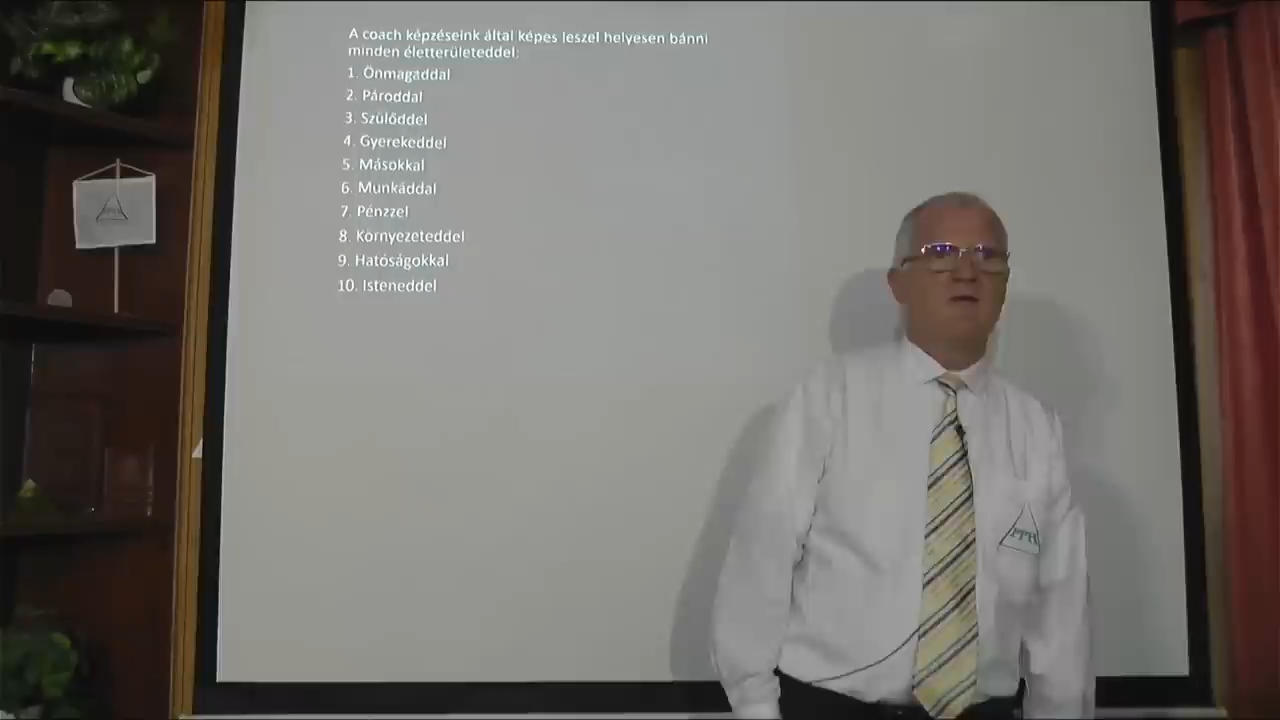 A coach képzéseink által képes leszel helyesen bánni
minden életterületeddel:
1. Önmagaddal
2. Pároddal
3. Szülőddel
4. Gyerekeddel
5. Másokkal
6. Munkáddal
7. Pénzzel
8. Környezeteddel
9. Hatóságokkal
10. Isteneddel